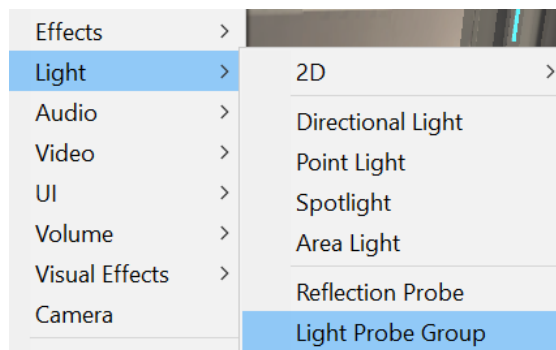 Effects
Light
Audio
Video
UI
Volume
Visual Effects
Camera
2D
Directional Light
Point Light
Spotlight
Area Light
Reflection Probe
Light Probe Group